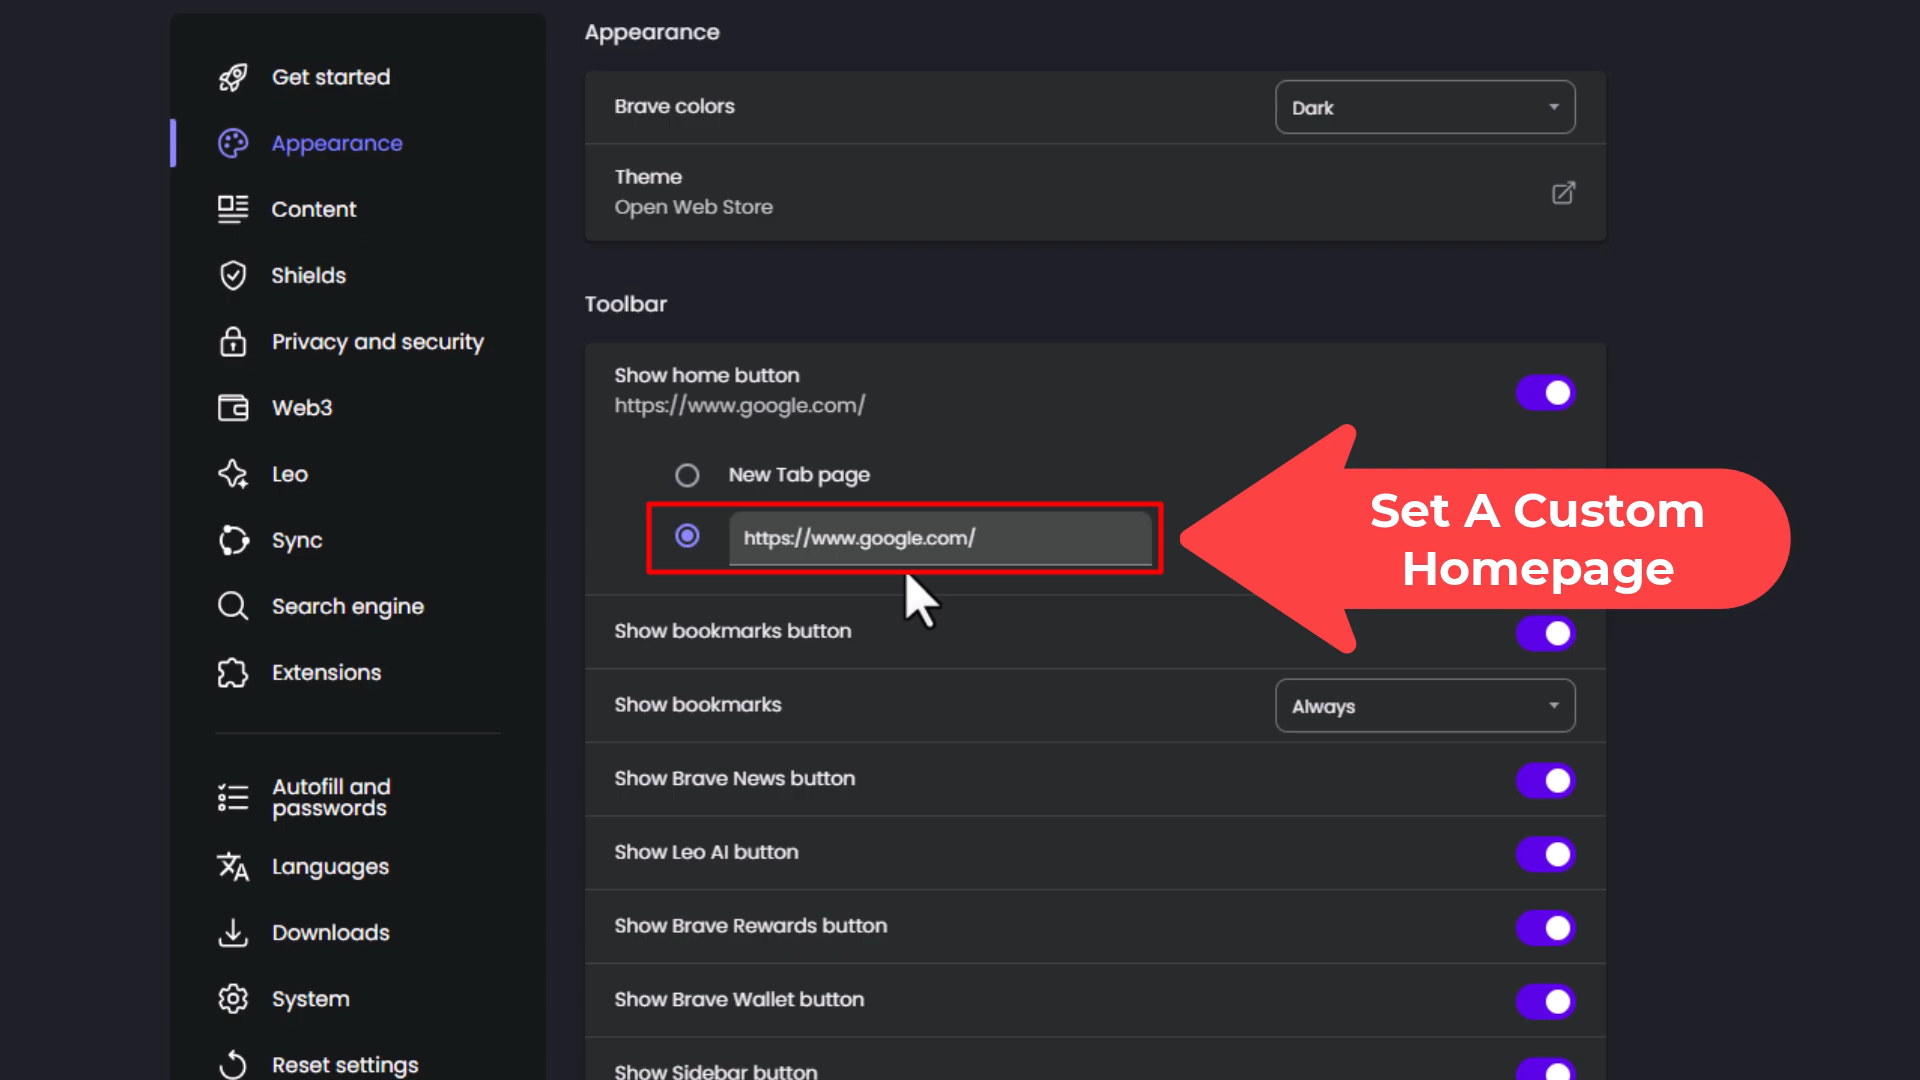 Get started
Appearance
Content
Shields
Privacy and security
Web3
Leo
Sync
Search engine
Extensions
Autofill and
passwords
Languages
Downloads
System
Reset settings
Appearance
Brave colors
Dark
Theme
Open Web Store
Toolbar
Show home button
https://www.google.com/
New Tab page
https://www.google.com/
Set A Custom
Homepage
Show bookmarks button
Show bookmarks
Always
Show Brave News button
Show Leo AI button
Show Brave Rewards button
Show Brave Wallet button
Show Sidebar button